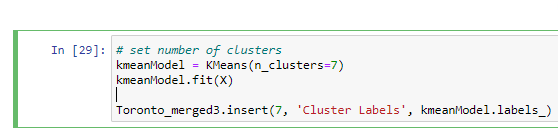 In [29]: # set number of clusters
kmeanModel = KMeans(n_clusters=7)
kmeanModel.fit(X)
Toronto_merged3.insert(7, 'Cluster Labels', kmeanModel.labels_)